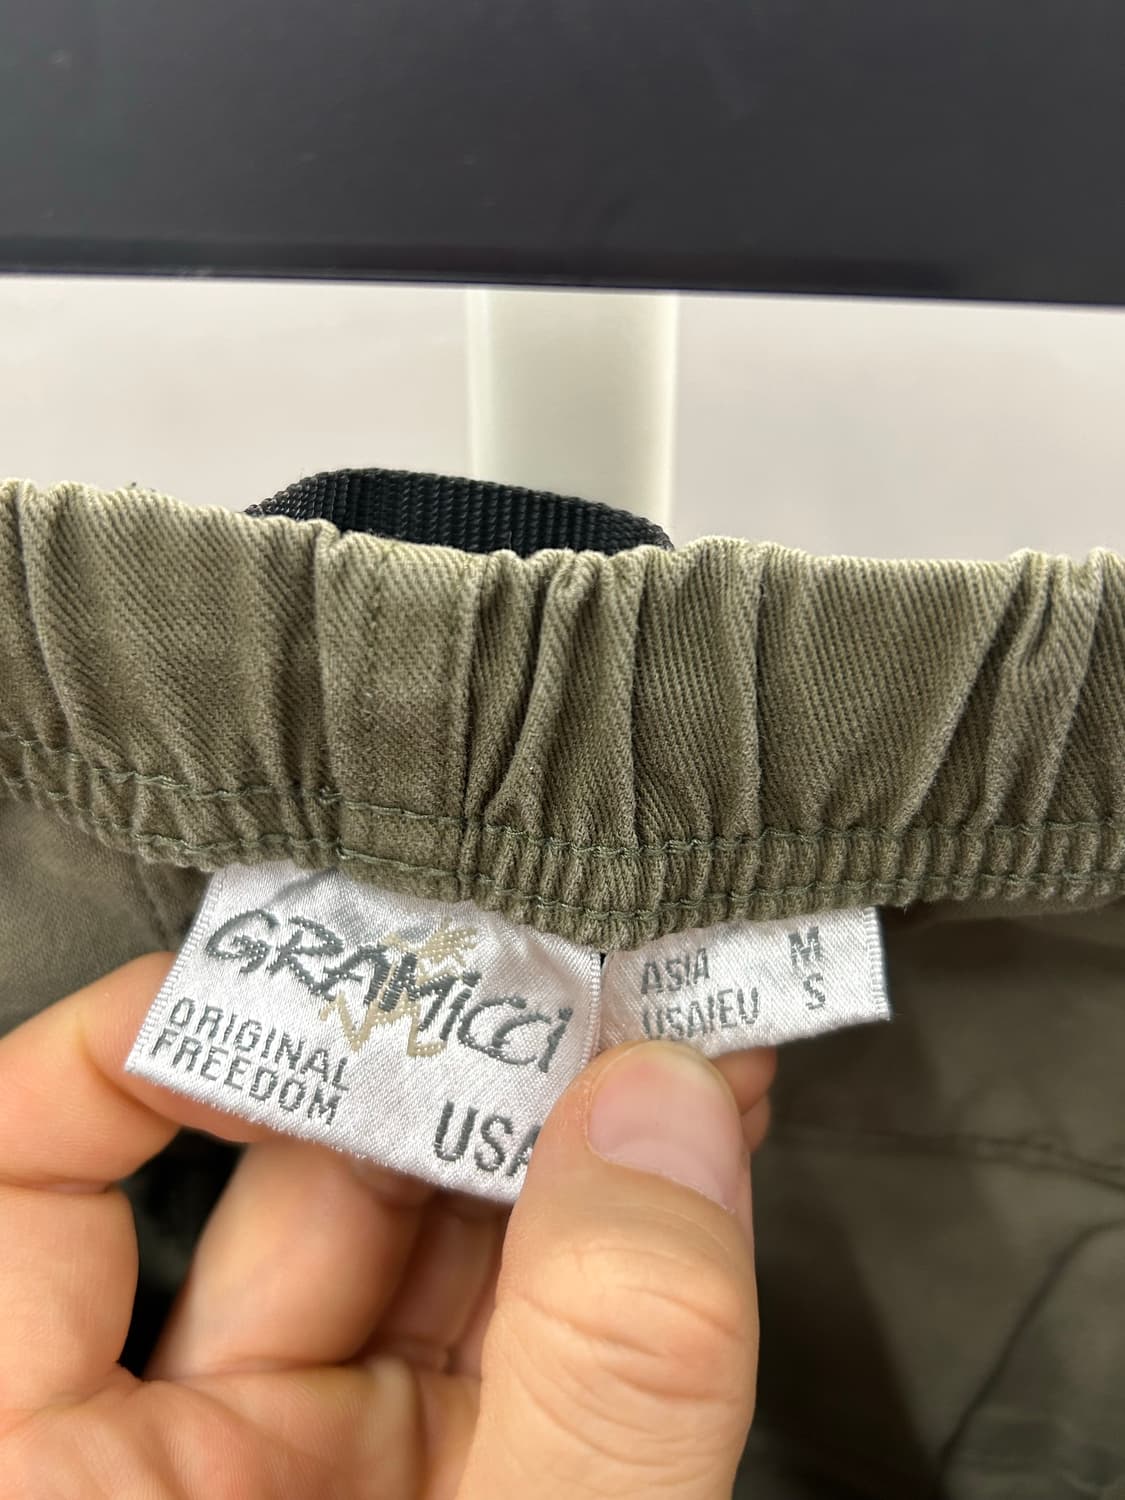 GRAMiCCi
ORIGINAL
FREEDOM
USA
ASIA M
USA/EU S